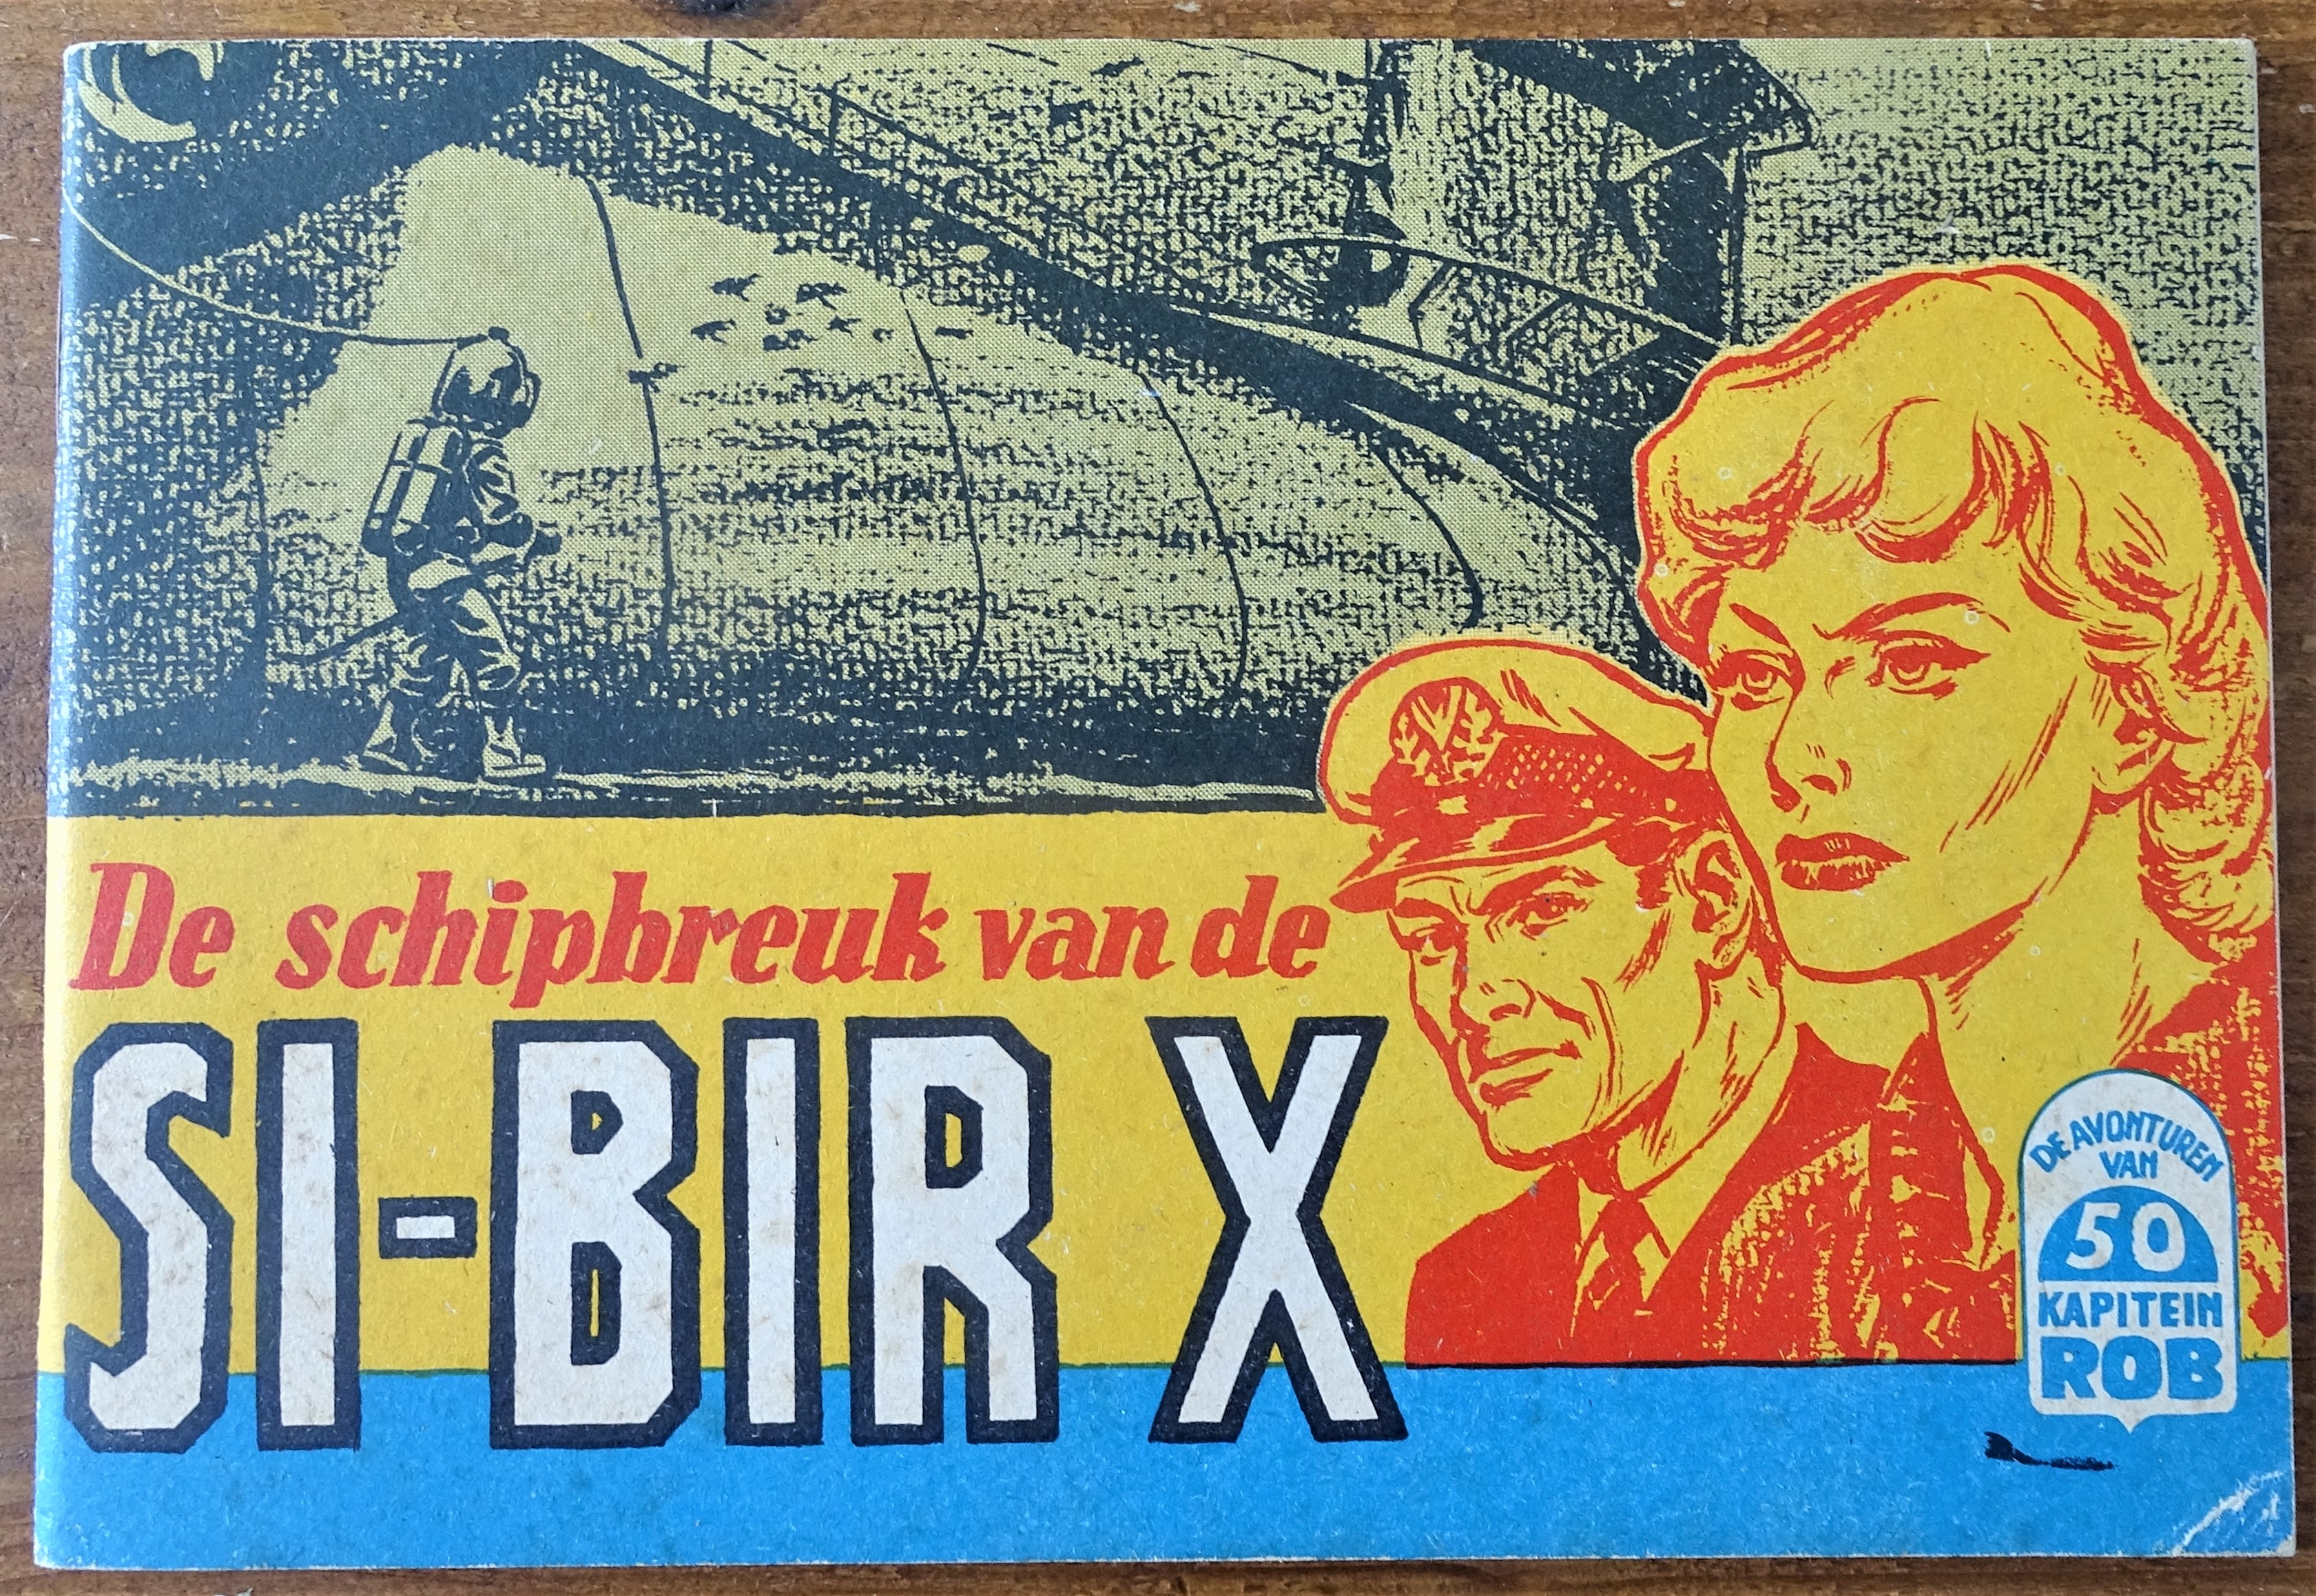 De schipbreuk van de
SI-BIR X
DE AVONTUREN
VAN
50
KAPITEIN
ROB